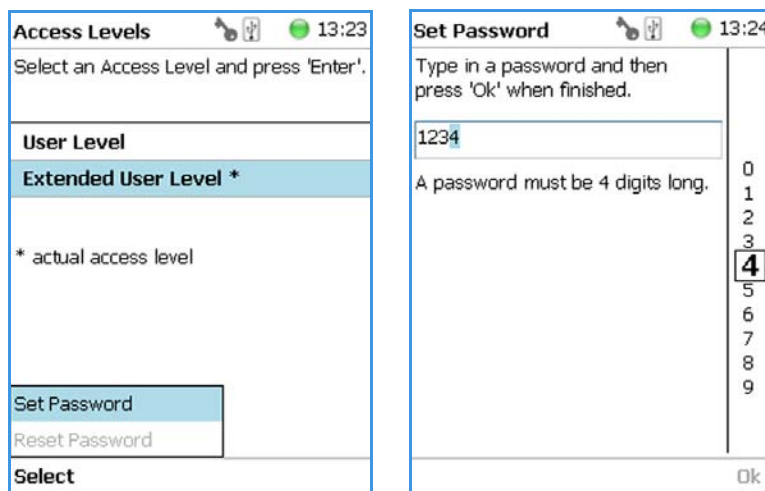 Access Levels 13:23
Select an Access Level and press 'Enter'.
User Level
Extended User Level *
* actual access level
Set Password
Reset Password
Select
Set Password 13:24
Type in a password and then
press 'Ok' when finished.
1234
A password must be 4 digits long.
0
1
2
3
4
5
6
7
8
9
Ok